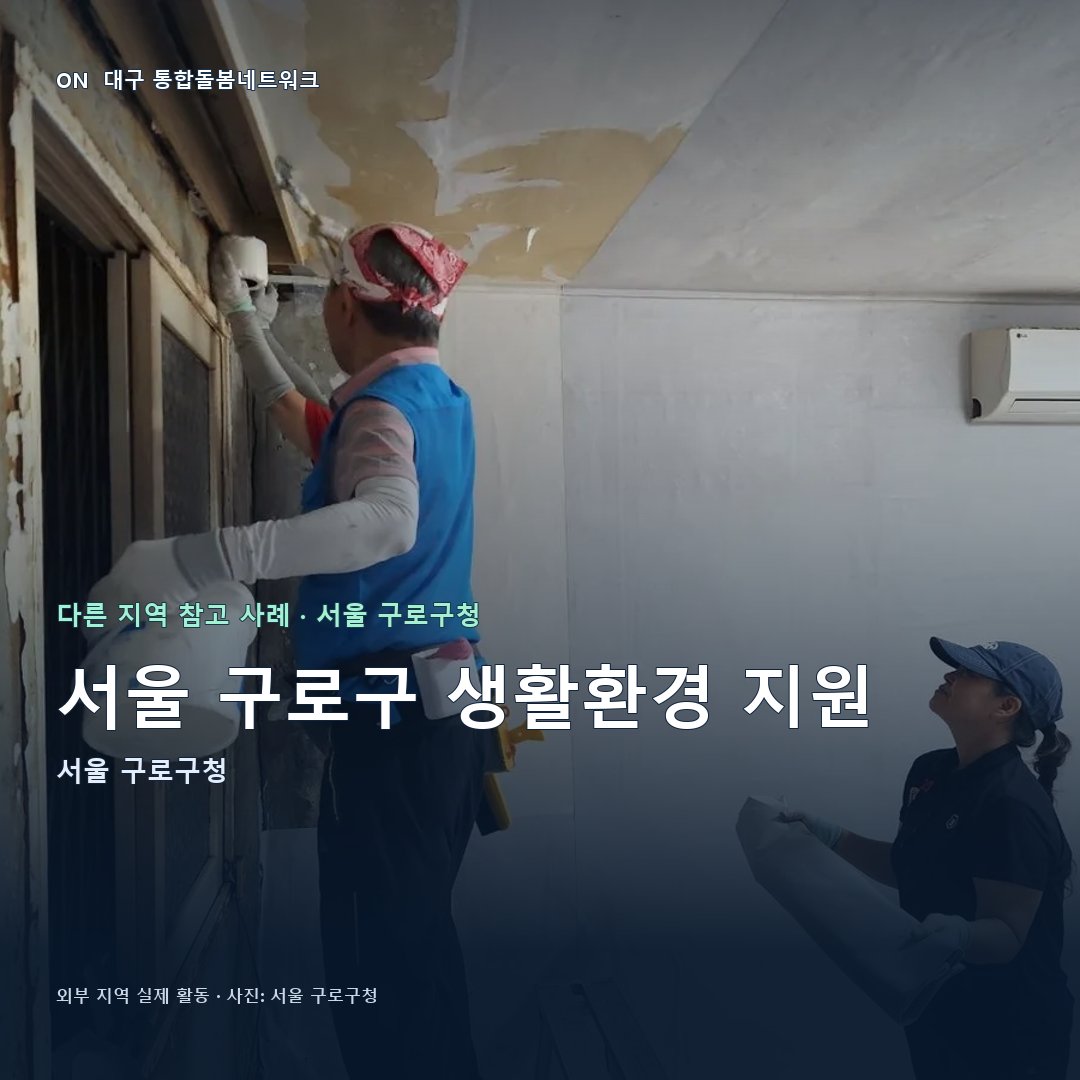 ON 대구 통합돌봄네트워크
다른 지역 참고 사례 · 서울 구로구청
서울 구로구 생활환경 지원
서울 구로구청
외부 지역 실제 활동 · 사진: 서울 구로구청